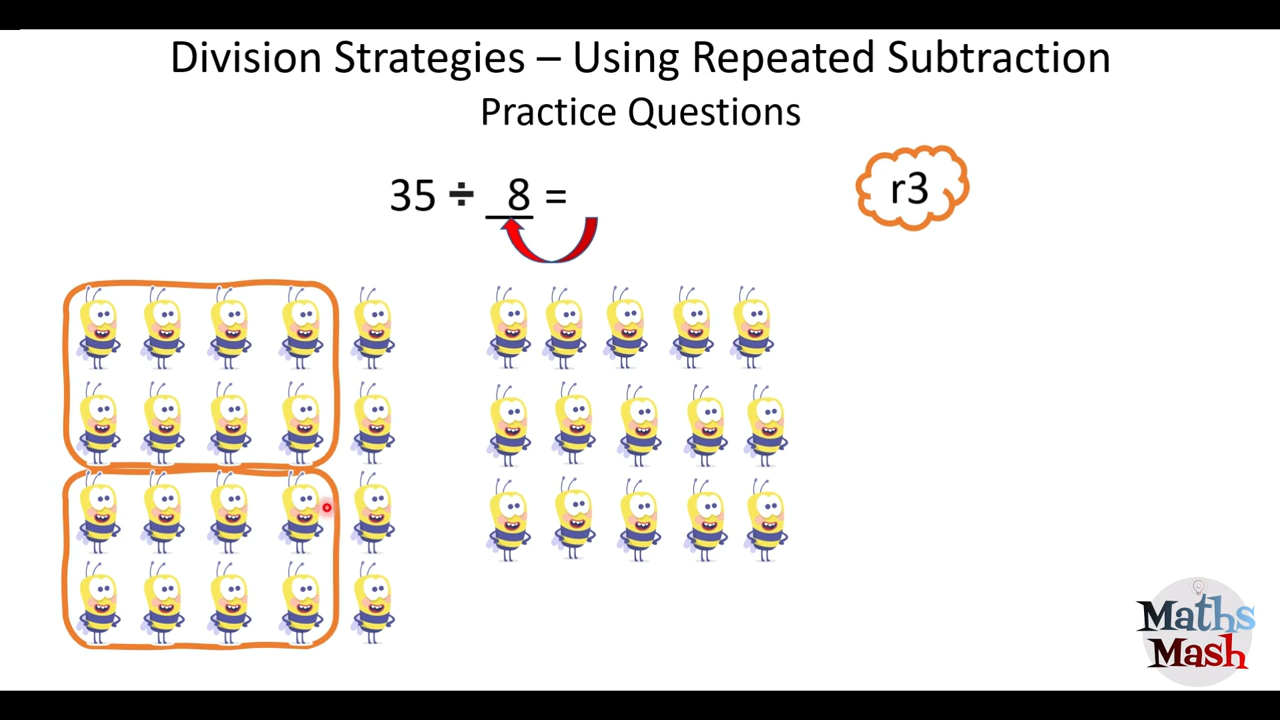 Division Strategies – Using Repeated Subtraction
Practice Questions
35 ÷ 8 =
r3
Maths
Mash